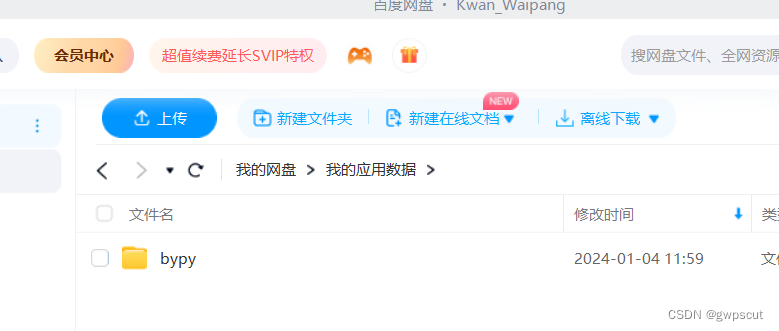 百度网盘 · Kwan_Waipang
会员中心 超值续费延长SVIP特权 搜网盘文件、全网资源
NEW
上传 新建文件夹 新建在线文档 离线下载
我的网盘 > 我的应用数据 >
文件名 修改时间
bypy 2024-01-04 11:59 文
CSDN @gwpscut